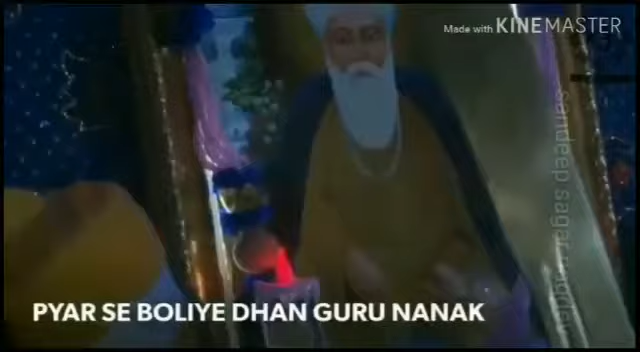 Made with KINEMASTER
sandeep sagar
PYAR SE BOLIYE DHAN GURU NANAK